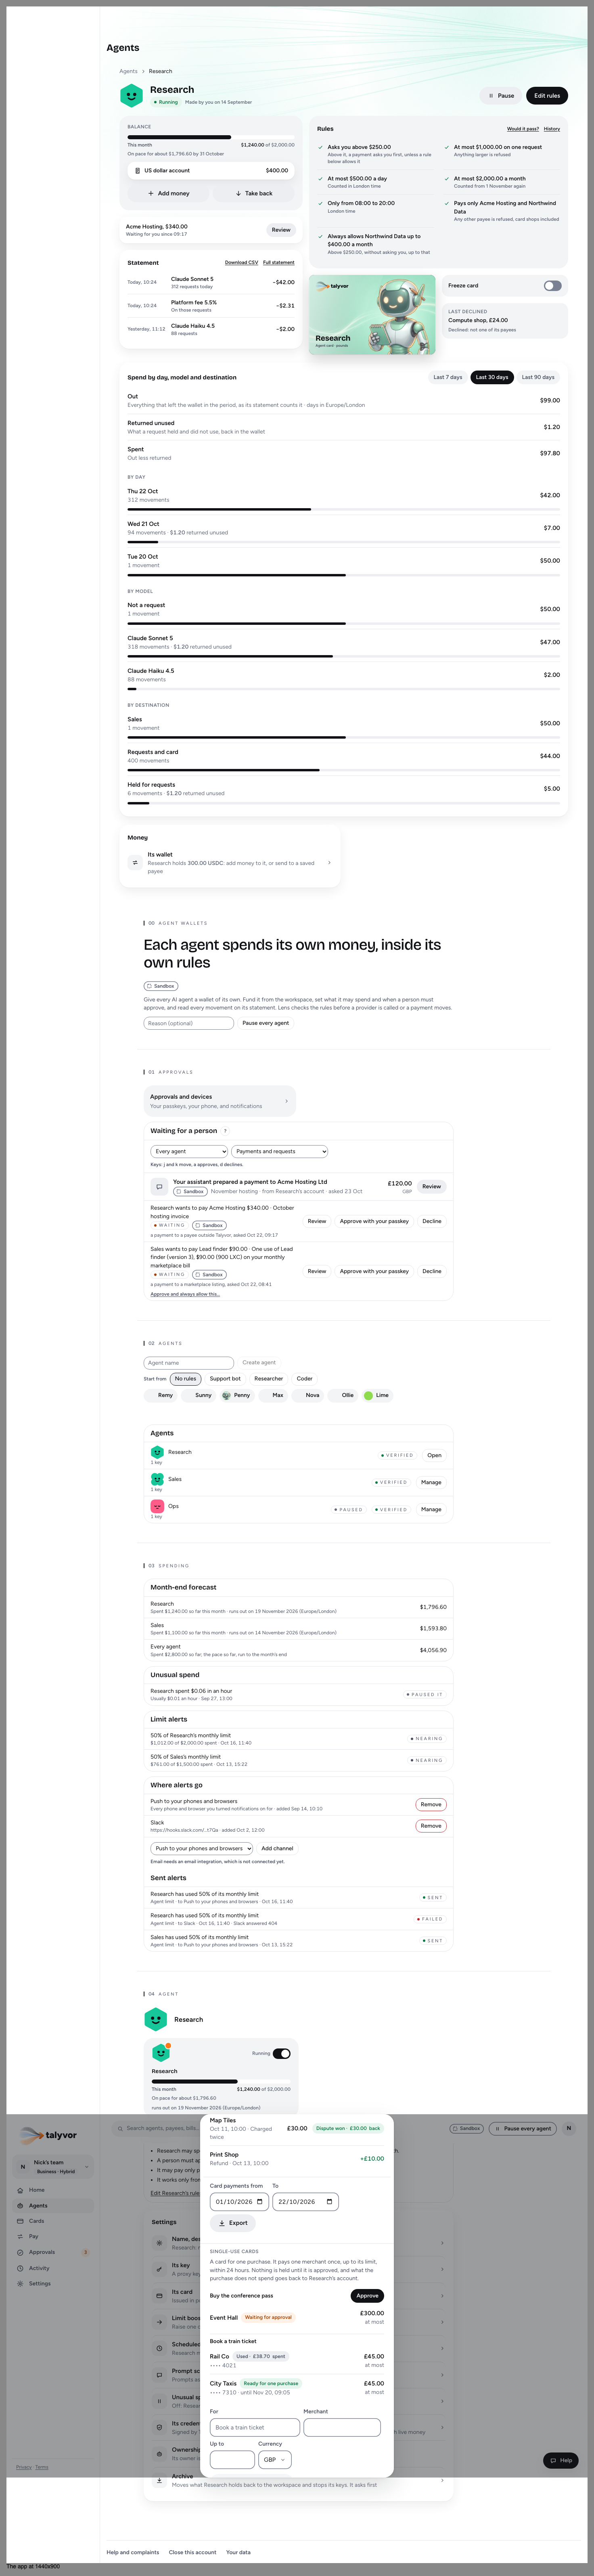 Agents
Agents > Research
Research
Running
Made by you on 14 September
Pause
Edit rules
BALANCE
This month
$1,240.00 of $2,000.00
On pace for about $1,796.60 by 31 October
US dollar account
$400.00
Add money
Take back
Acme Hosting, $340.00
Waiting for you since 09:17
Review
Statement
Download CSV
Full statement
Today, 10:24
Claude Sonnet 5
312 requests today
−$42.00
Today, 10:24
Platform fee 5.5%
On those requests
−$2.31
Yesterday, 11:12
Claude Haiku 4.5
88 requests
−$2.00
Rules
Would it pass?
History
Asks you above $250.00
Above it, a payment asks you first, unless a rule below allows it
At most $1,000.00 on one request
Anything larger is refused
At most $500.00 a day
Counted in London time
At most $2,000.00 a month
Counted from 1 November again
Only from 08:00 to 20:00
London time
Pays only Acme Hosting and Northwind Data
Any other payee is refused, card shops included
Always allows Northwind Data up to $400.00 a month
Above $250.00, without asking you, up to that
talyvor
Research
Agent card · pounds
Freeze card
LAST DECLINED
Compute shop, £24.00
Declined: not one of its payees
Spend by day, model and destination
Last 7 days
Last 30 days
Last 90 days
Out
Everything that left the wallet in the period, as its statement counts it · days in Europe/London
$99.00
Returned unused
What a request held and did not use, back in the wallet
$1.20
Spent
Out less returned
$97.80
BY DAY
Thu 22 Oct
312 movements
$42.00
Wed 21 Oct
94 movements · $1.20 returned unused
$7.00
Tue 20 Oct
1 movement
$50.00
BY MODEL
Not a request
1 movement
$50.00
Claude Sonnet 5
318 movements · $1.20 returned unused
$47.00
Claude Haiku 4.5
88 movements
$2.00
BY DESTINATION
Sales
1 movement
$50.00
Requests and card
400 movements
$44.00
Held for requests
6 movements · $1.20 returned unused
$5.00
Money
Its wallet
Research holds 300.00 USDC: add money to it, or send to a saved payee
00 AGENT WALLETS
Each agent spends its own money, inside its
own rules
Sandbox
Give every AI agent a wallet of its own. Fund it from the workspace, set what it may spend and when a person must
approve, and read every movement on its statement. Lens checks the rules before a provider is called or a payment moves.
Reason (optional)
Pause every agent
01 APPROVALS
Approvals and devices
Your passkeys, your phone, and notifications
Waiting for a person ?
Every agent
Payments and requests
Keys: j and k move, a approves, d declines.
Your assistant prepared a payment to Acme Hosting Ltd
Sandbox
November hosting · from Research's account · asked 23 Oct
£120.00
GBP
Review
Research wants to pay Acme Hosting $340.00 · October
hosting invoice
WAITING
Sandbox
a payment to a payee outside Talyvor, asked Oct 22, 09:17
Review
Approve with your passkey
Decline
Sales wants to pay Lead finder $90.00 · One use of Lead
finder (version 3), $90.00 (900 LXC) on your monthly
marketplace bill
WAITING
Sandbox
a payment to a marketplace listing, asked Oct 22, 08:41
Approve and always allow this…
Review
Approve with your passkey
Decline
02 AGENTS
Agent name
Create agent
Start from
No rules
Support bot
Researcher
Coder
Remy
Sunny
Penny
Max
Nova
Ollie
Lime
Agents
Research
1 key
VERIFIED
Open
Sales
1 key
VERIFIED
Manage
Ops
1 key
PAUSED
VERIFIED
Manage
03 SPENDING
Month-end forecast
Research
Spent $1,240.00 so far this month · runs out on 19 November 2026 (Europe/London)
$1,796.60
Sales
Spent $1,100.00 so far this month · runs out on 14 November 2026 (Europe/London)
$1,593.80
Every agent
Spent $2,800.00 so far; the pace so far, run to the month's end
$4,056.90
Unusual spend
Research spent $0.06 in an hour
Usually $0.01 an hour · Sep 27, 13:00
PAUSED IT
Limit alerts
50% of Research's monthly limit
$1,012.00 of $2,000.00 spent · Oct 16, 11:40
NEARING
50% of Sales's monthly limit
$761.00 of $1,500.00 spent · Oct 13, 15:22
NEARING
Where alerts go
Push to your phones and browsers
Every phone and browser you turned notifications on for · added Sep 14, 10:10
Remove
Slack
https://hooks.slack.com/…t7Qa · added Oct 2, 12:00
Remove
Push to your phones and browsers
Add channel
Email needs an email integration, which is not connected yet.
Sent alerts
Research has used 50% of its monthly limit
Agent limit · to Push to your phones and browsers · Oct 16, 11:40
SENT
Research has used 50% of its monthly limit
Agent limit · to Slack · Oct 16, 11:40 · Slack answered 404
FAILED
Sales has used 50% of its monthly limit
Agent limit · to Push to your phones and browsers · Oct 13, 15:22
SENT
04 AGENT
Research
Running
Research
This month
$1,240.00 of $2,000.00
On pace for about $1,796.60
runs out on 19 November 2026 (Europe/London)
talyvor
Search agents, payees, bills,
Sandbox
Pause every agent
N
N
Nick's team
Business · Hybrid
Home
Agents
Cards
Pay
Approvals
3
Activity
Settings
Privacy · Terms
Research may sp
A person must ap
It may pay only p
It works only from
Edit Research's rules
Settings
Name, des
Research
Its key
A proxy key
Its card
Issued in p
Limit boos
Raise one o
Scheduled
Research n
Prompt sc
Prompts as
Unusual sp
Off: Resear
Its creden
Signed by T
h live money
Ownership
Its owner is
Archive
Moves what Research holds back to the workspace and stops its keys. It asks first
Map Tiles
Oct 11, 10:00 · Charged
twice
£30.00
Dispute won · £30.00 back
Print Shop
Refund · Oct 13, 10:00
+£10.00
Card payments from
To
01/10/2026
22/10/2026
Export
SINGLE-USE CARDS
A card for one purchase. It pays one merchant once, up to its limit,
within 24 hours. Nothing is held until it is approved, and what the
purchase does not spend goes back to Research's account.
Buy the conference pass
Approve
Event Hall
Waiting for approval
£300.00
at most
Book a train ticket
Rail Co
Used · £38.70 spent
•••• 4021
£45.00
at most
City Taxis
Ready for one purchase
•••• 7310 · until Nov 20, 09:05
£45.00
at most
For
Merchant
Book a train ticket
Up to
Currency
GBP
Help
Help and complaints
Close this account
Your data
The app at 1440x900